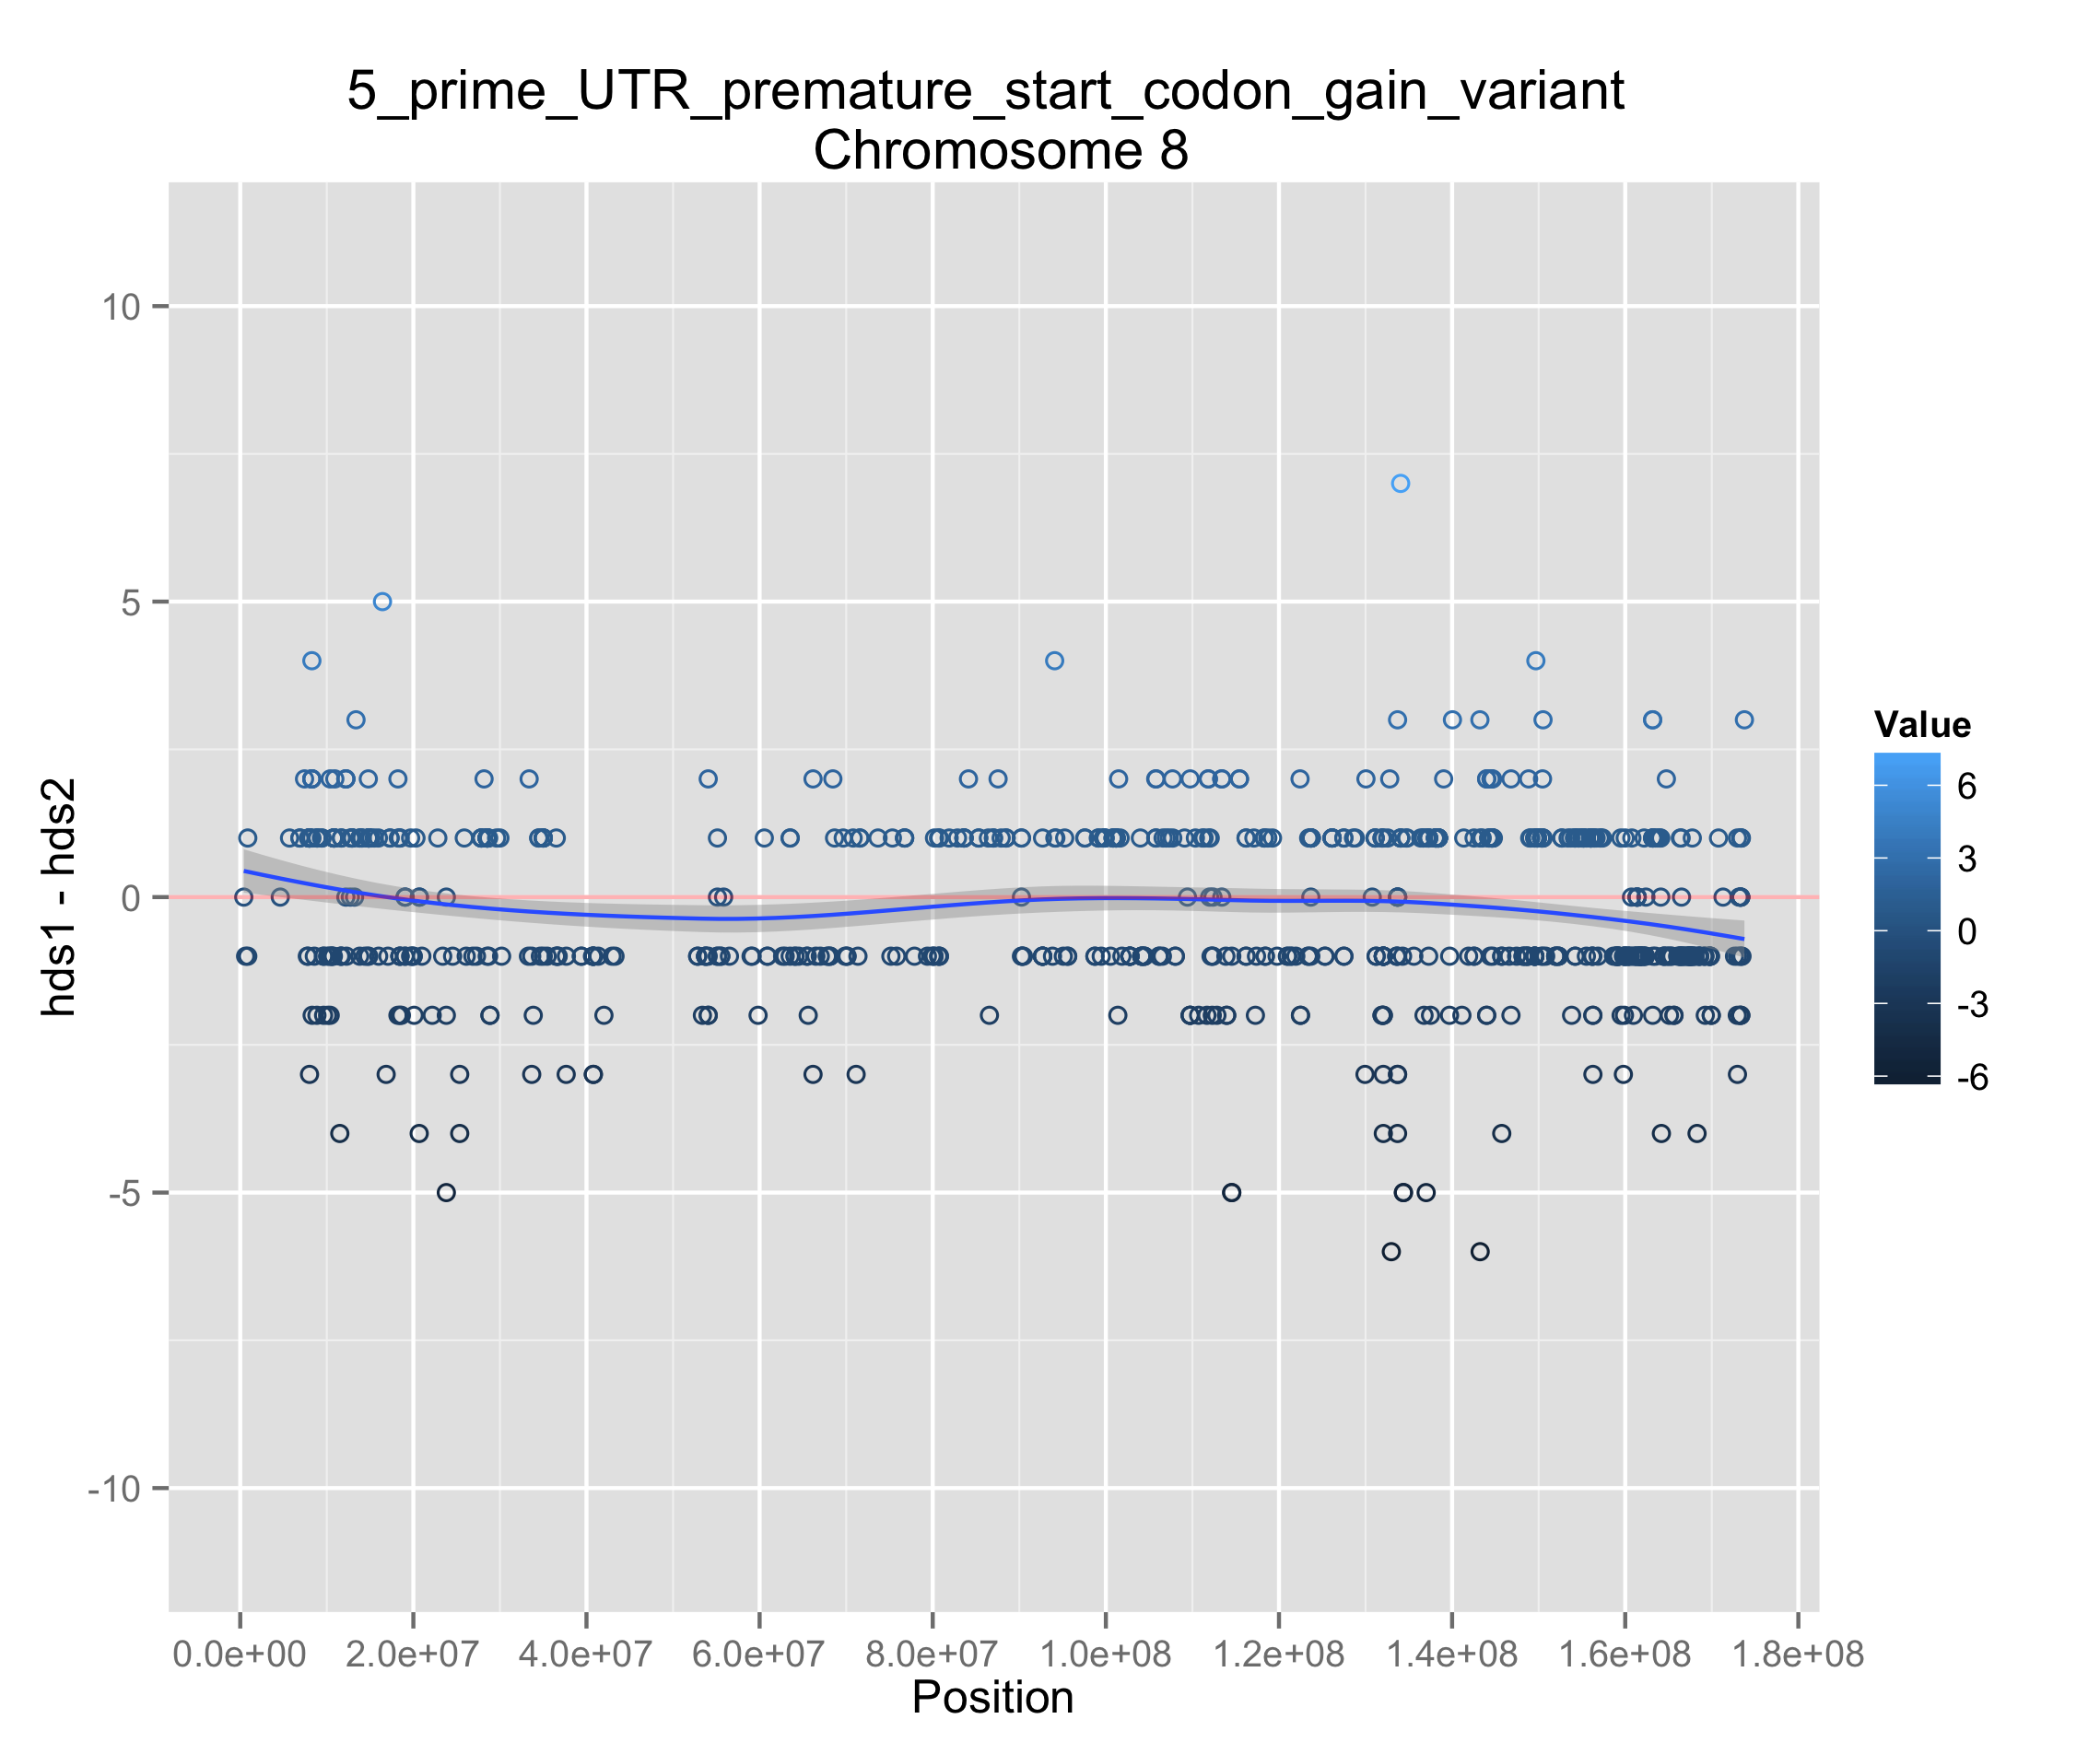 5_prime_UTR_premature_start_codon_gain_variant
Chromosome 8
hds1 - hds2
10
5
0
-5
-10
0.0e+00 2.0e+07 4.0e+07 6.0e+07 8.0e+07 1.0e+08 1.2e+08 1.4e+08 1.6e+08 1.8e+08
Position
Value
6
3
0
-3
-6